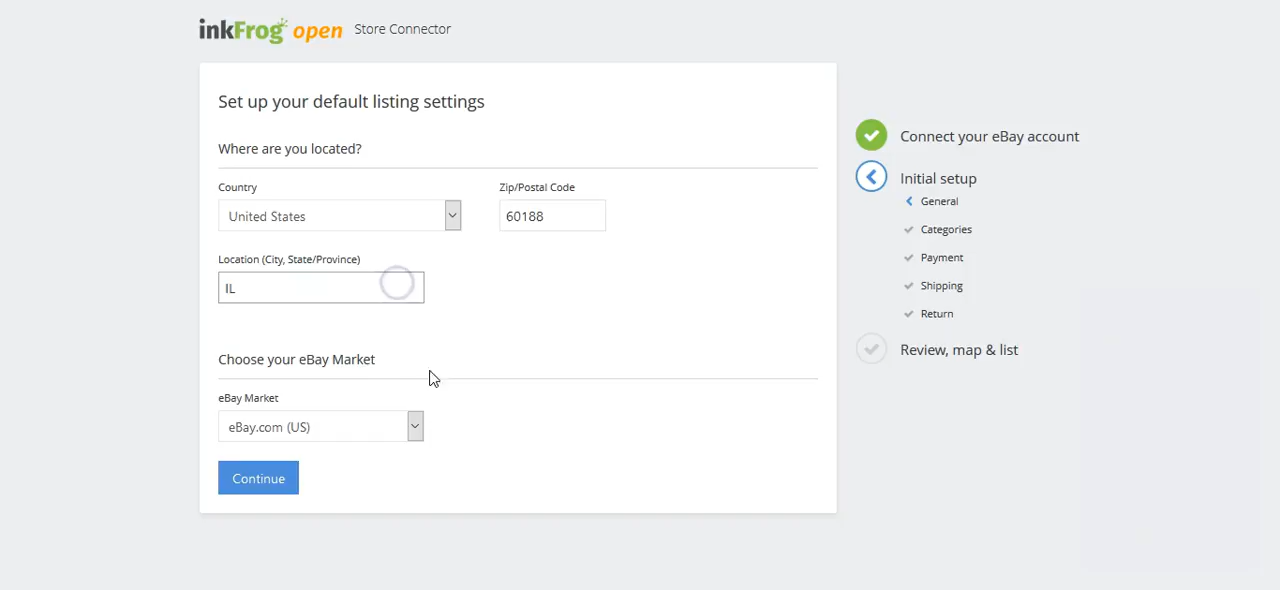 inkFrog open Store Connector
Set up your default listing settings
Where are you located?
Country Zip/Postal Code
United States 60188
Location (City, State/Province)
IL
Choose your eBay Market
eBay Market
eBay.com (US)
Continue
Connect your eBay account
Initial setup
General
Categories
Payment
Shipping
Return
Review, map & list